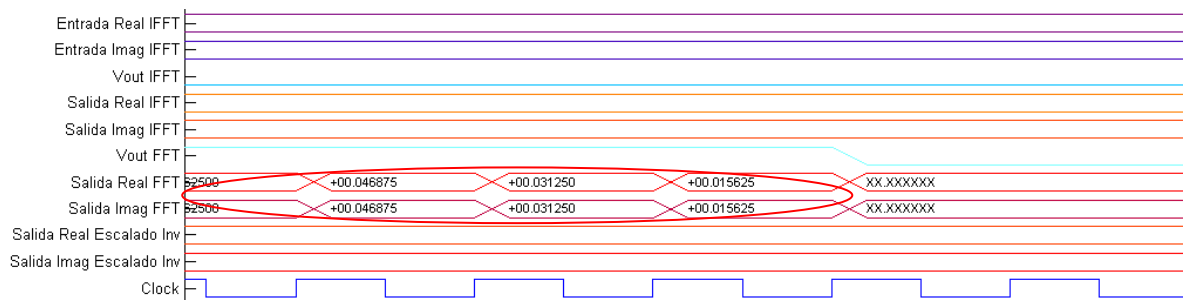 Entrada Real IFFT
Entrada Imag IFFT
Vout IFFT
Salida Real IFFT
Salida Imag IFFT
Vout FFT
Salida Real FFT +00.046875 +00.031250 +00.015625 XX.XXXXXX
Salida Imag FFT +00.046875 +00.031250 +00.015625 XX.XXXXXX
Salida Real Escalado Inv
Salida Imag Escalado Inv
Clock